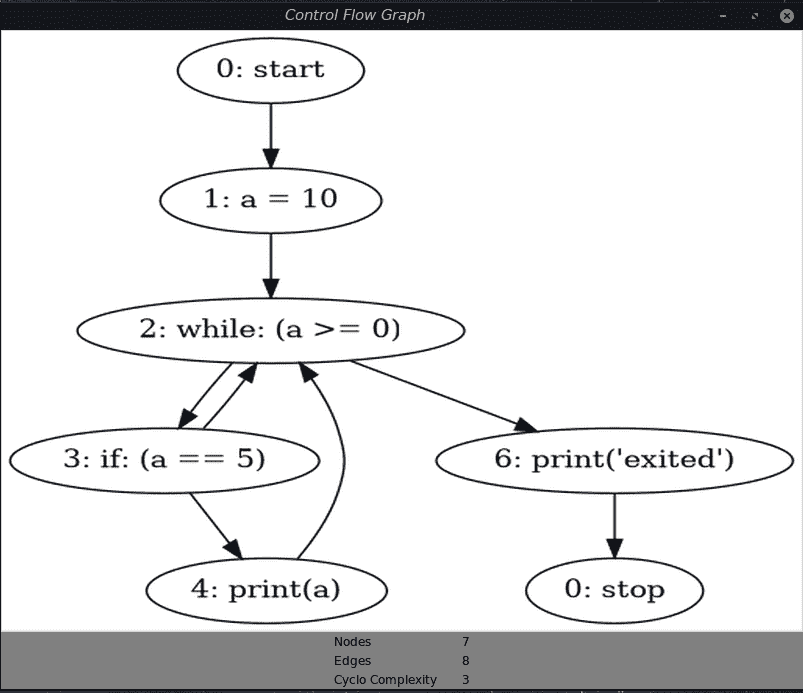 Control Flow Graph
0: start
1: a = 10
2: while: (a >= 0)
3: if: (a == 5)
6: print('exited')
4: print(a)
0: stop
Nodes 7
Edges 8
Cyclo Complexity 3